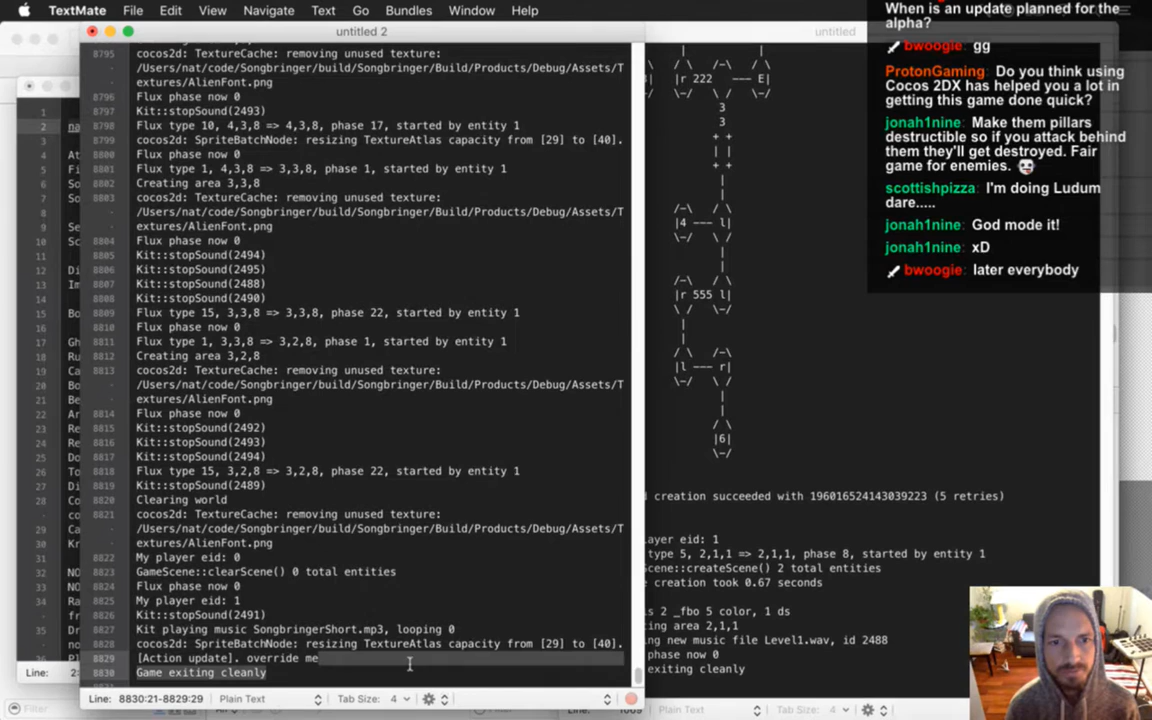 TextMate File Edit View Navigate Text Go Bundles Window Help
untitled 2
untitled
8795 cocos2d: TextureCache: removing unused texture:
/Users/nat/code/Songbringer/build/Songbringer/Build/Products/Debug/Assets/T
extures/AlienFont.png
8796 Flux phase now 0
8797 Kit::stopSound(2493)
8798 Flux type 10, 4,3,8 => 4,3,8, phase 17, started by entity 1
8799 cocos2d: SpriteBatchNode: resizing TextureAtlas capacity from [29] to [40].
8800 Flux phase now 0
8801 Flux type 1, 4,3,8 => 3,3,8, phase 1, started by entity 1
8802 Creating area 3,3,8
8803 cocos2d: TextureCache: removing unused texture:
/Users/nat/code/Songbringer/build/Songbringer/Build/Products/Debug/Assets/T
extures/AlienFont.png
8804 Flux phase now 0
8805 Kit::stopSound(2494)
8806 Kit::stopSound(2495)
8807 Kit::stopSound(2488)
8808 Kit::stopSound(2490)
8809 Flux type 15, 3,3,8 => 3,3,8, phase 22, started by entity 1
8810 Flux phase now 0
8811 Flux type 1, 3,3,8 => 3,2,8, phase 1, started by entity 1
8812 Creating area 3,2,8
8813 cocos2d: TextureCache: removing unused texture:
/Users/nat/code/Songbringer/build/Songbringer/Build/Products/Debug/Assets/T
extures/AlienFont.png
8814 Flux phase now 0
8815 Kit::stopSound(2492)
8816 Kit::stopSound(2493)
8817 Kit::stopSound(2494)
8818 Flux type 15, 3,2,8 => 3,2,8, phase 22, started by entity 1
8819 Kit::stopSound(2489)
8820 Clearing world
8821 cocos2d: TextureCache: removing unused texture:
/Users/nat/code/Songbringer/build/Songbringer/Build/Products/Debug/Assets/T
extures/AlienFont.png
8822 My player eid: 0
8823 GameScene::clearScene() 0 total entities
8824 Flux phase now 0
8825 My player eid: 1
8826 Kit::stopSound(2491)
8827 Kit playing music SongbringerShort.mp3, looping 0
8828 cocos2d: SpriteBatchNode: resizing TextureAtlas capacity from [29] to [40].
8829 [Action update]. override me
8830 Game exiting cleanly
Line: 8830:21-8829:29 Plain Text Tab Size: 4
| /-\ |
| |r 222 --- E|
\-/ \-/ \-/
3
3
+ +
| |
+ +
|
/-\ / \
|4 --- l|
\-/ \ /
|
/-\ / \
|r 555 l|
\ / \-/
|
|
/ \ /-\
|l --- r|
\-/ \ /
|
|
/ \
|6|
\-/
d creation succeeded with 196016524143039223 (5 retries)
ayer eid: 1
type 5, 2,1,1 => 2,1,1, phase 8, started by entity 1
Scene::createScene() 2 total entities
e creation took 0.67 seconds
s 2 _fbo 5 color, 1 ds
ating area 2,1,1
ing new music file Level1.wav, id 2488
phase now 0
exiting cleanly
Plain Text Tab Size: 4
When is an update planned for the
alpha?
bwoogie: gg
ProtonGaming: Do you think using
Cocos 2DX has helped you a lot in
getting this game done quick?
jonah1nine: Make them pillars
destructible so if you attack behind
them they'll get destroyed. Fair
game for enemies.
scottishpizza: I'm doing Ludum
dare.....
jonah1nine: God mode it!
jonah1nine: xD
bwoogie: later everybody